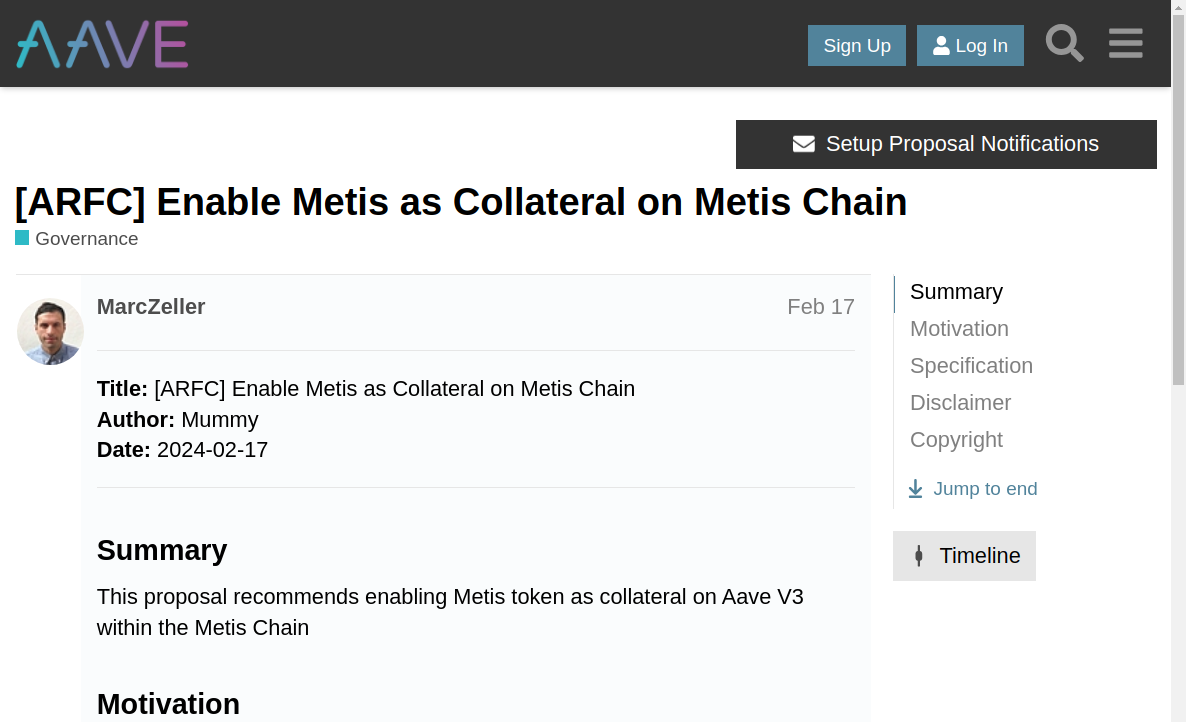 AAVE
Sign Up
Log In
Setup Proposal Notifications
[ARFC] Enable Metis as Collateral on Metis Chain
Governance
MarcZeller
Feb 17
Title: [ARFC] Enable Metis as Collateral on Metis Chain
Author: Mummy
Date: 2024-02-17
Summary
This proposal recommends enabling Metis token as collateral on Aave V3
within the Metis Chain
Motivation
Summary
Motivation
Specification
Disclaimer
Copyright
Jump to end
Timeline